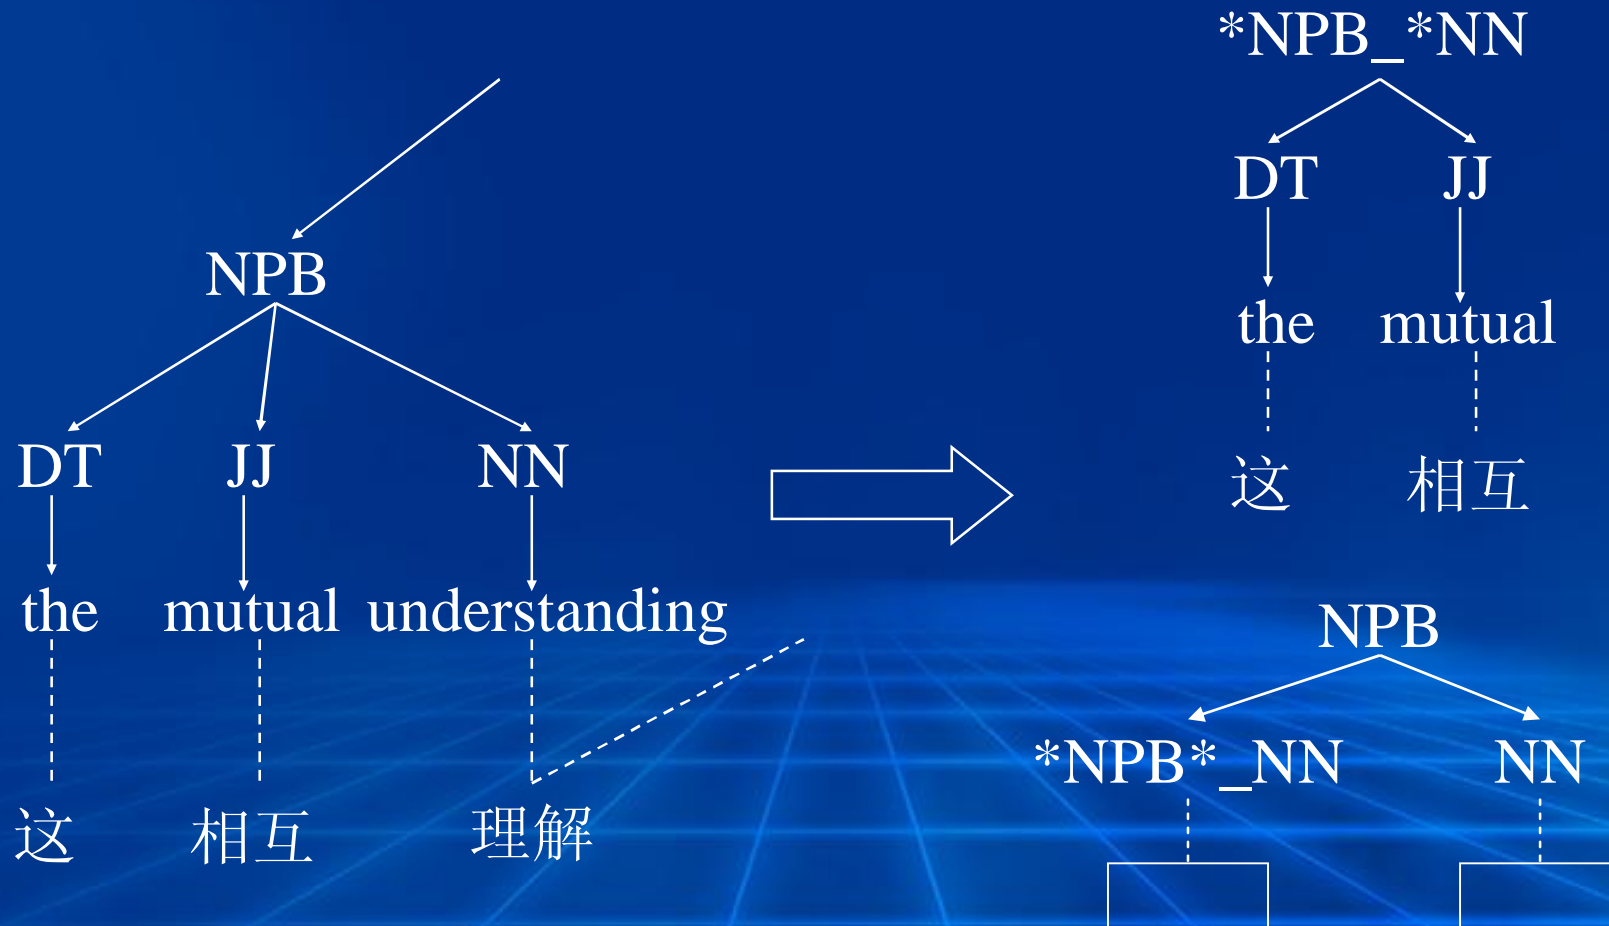 NPB
DT JJ NN
the mutual understanding
这 相互 理解
*NPB_*NN
DT JJ
the mutual
这 相互
NPB
*NPB*_NN NN